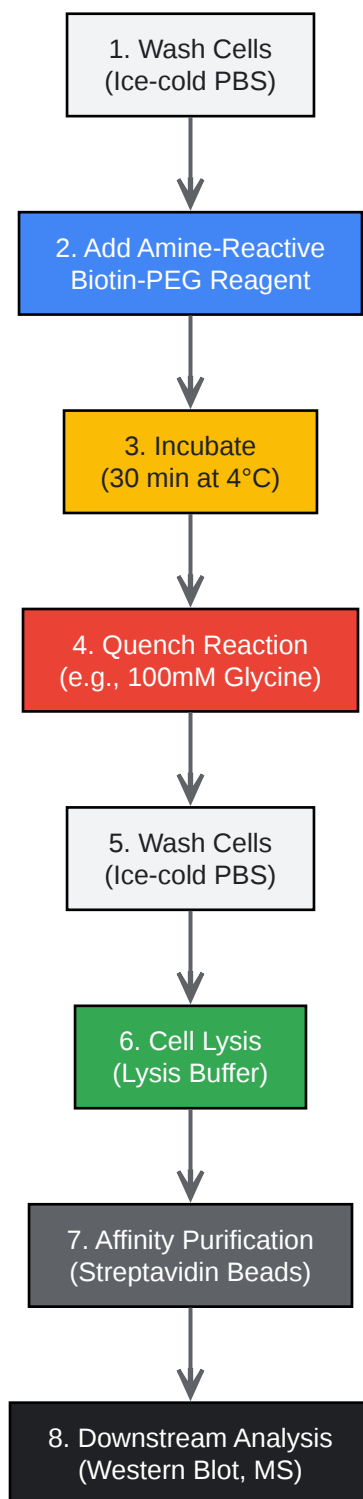 1. Wash Cells
(Ice-cold PBS)
2. Add Amine-Reactive
Biotin-PEG Reagent
3. Incubate
(30 min at 4°C)
4. Quench Reaction
(e.g., 100mM Glycine)
5. Wash Cells
(Ice-cold PBS)
6. Cell Lysis
(Lysis Buffer)
7. Affinity Purification
(Streptavidin Beads)
8. Downstream Analysis
(Western Blot, MS)